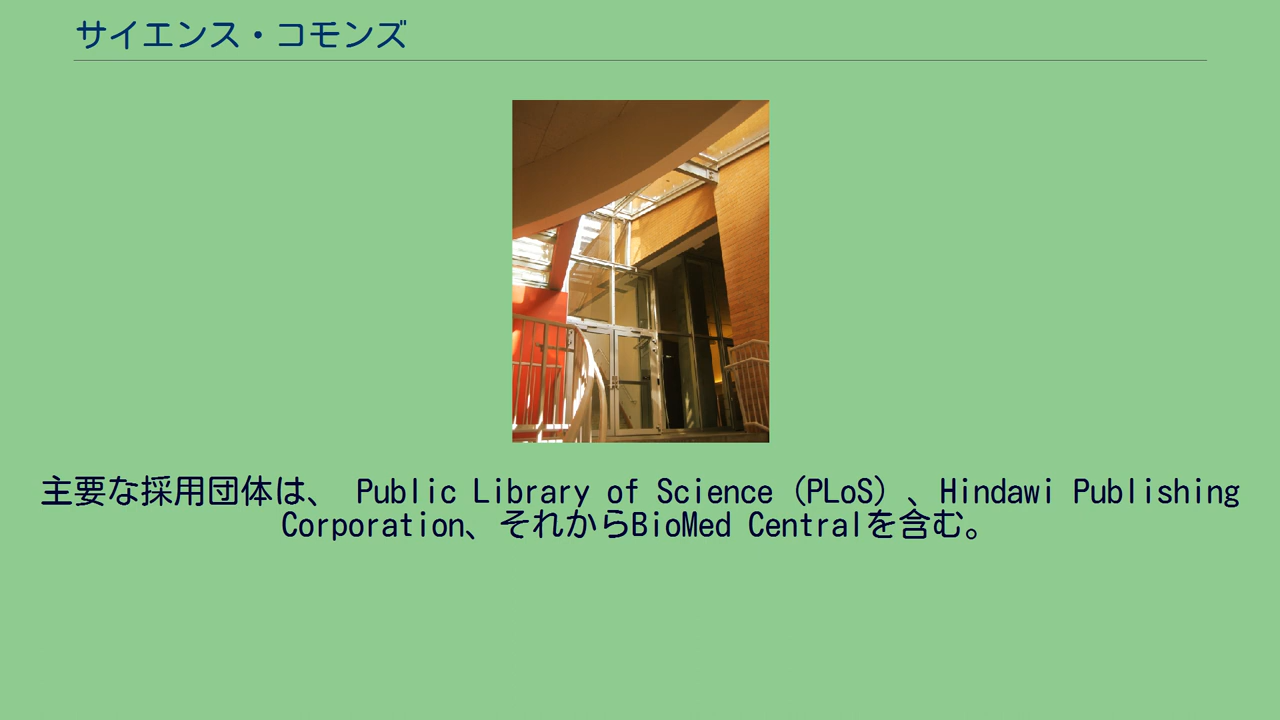 サイエンス・コモンズ
主要な採用団体は、 Public Library of Science (PLoS) 、Hindawi Publishing
Corporation、それからBioMed Centralを含む。